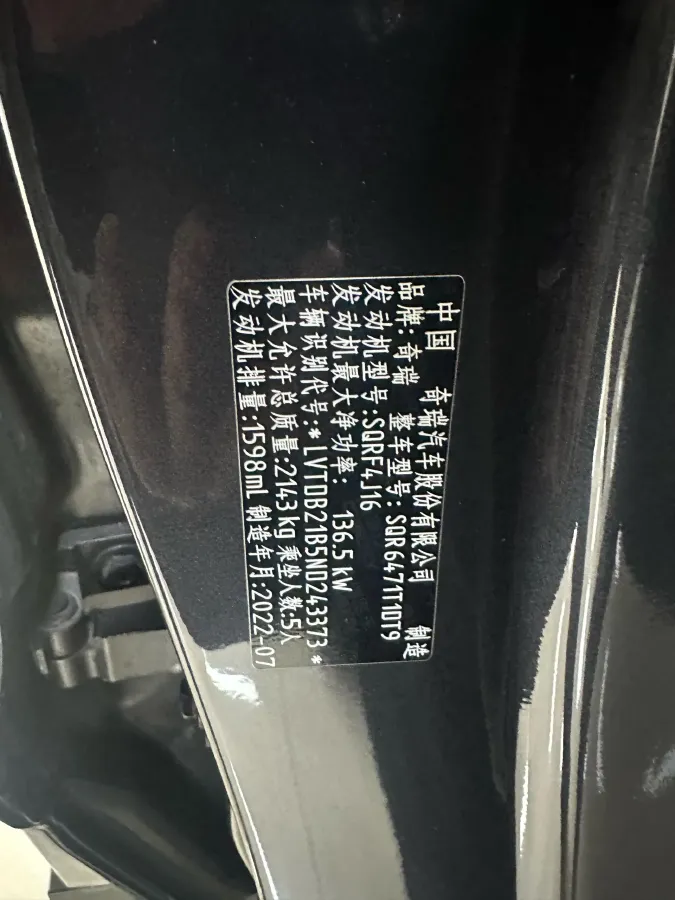 中国 奇瑞汽车股份有限公司 制造
品牌:奇瑞 整车型号:SQR6471T1DT9
发动机型号:SQRF4J16
发动机最大净功率: 136.5 kW
车辆识别代号:*LVTDB21B5ND243373*
最大允许总质量:2143kg 乘坐人数:5人
发动机排量:1598mL 制造年月:2022-07